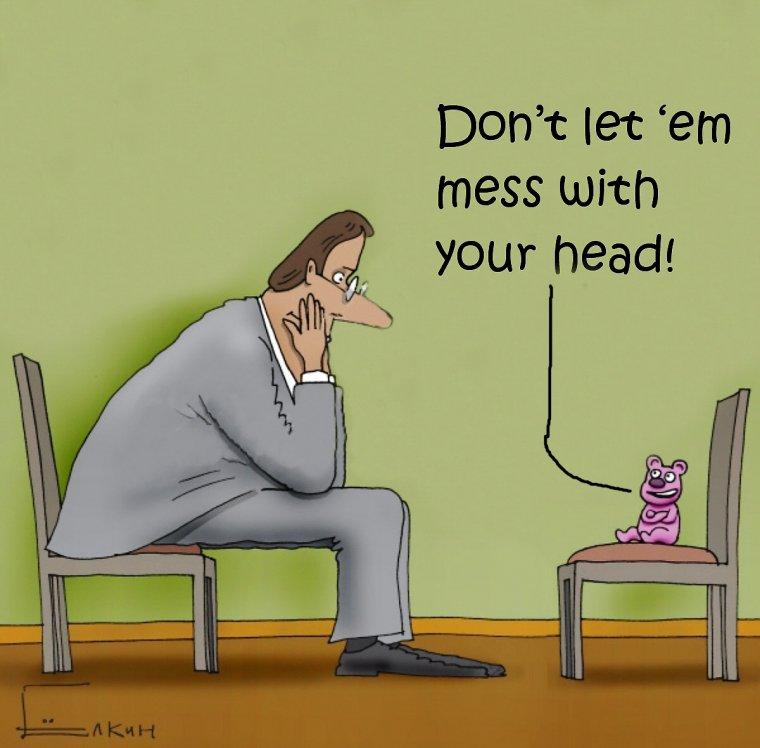 Don't let 'em
mess with
your head!
Ёлкин